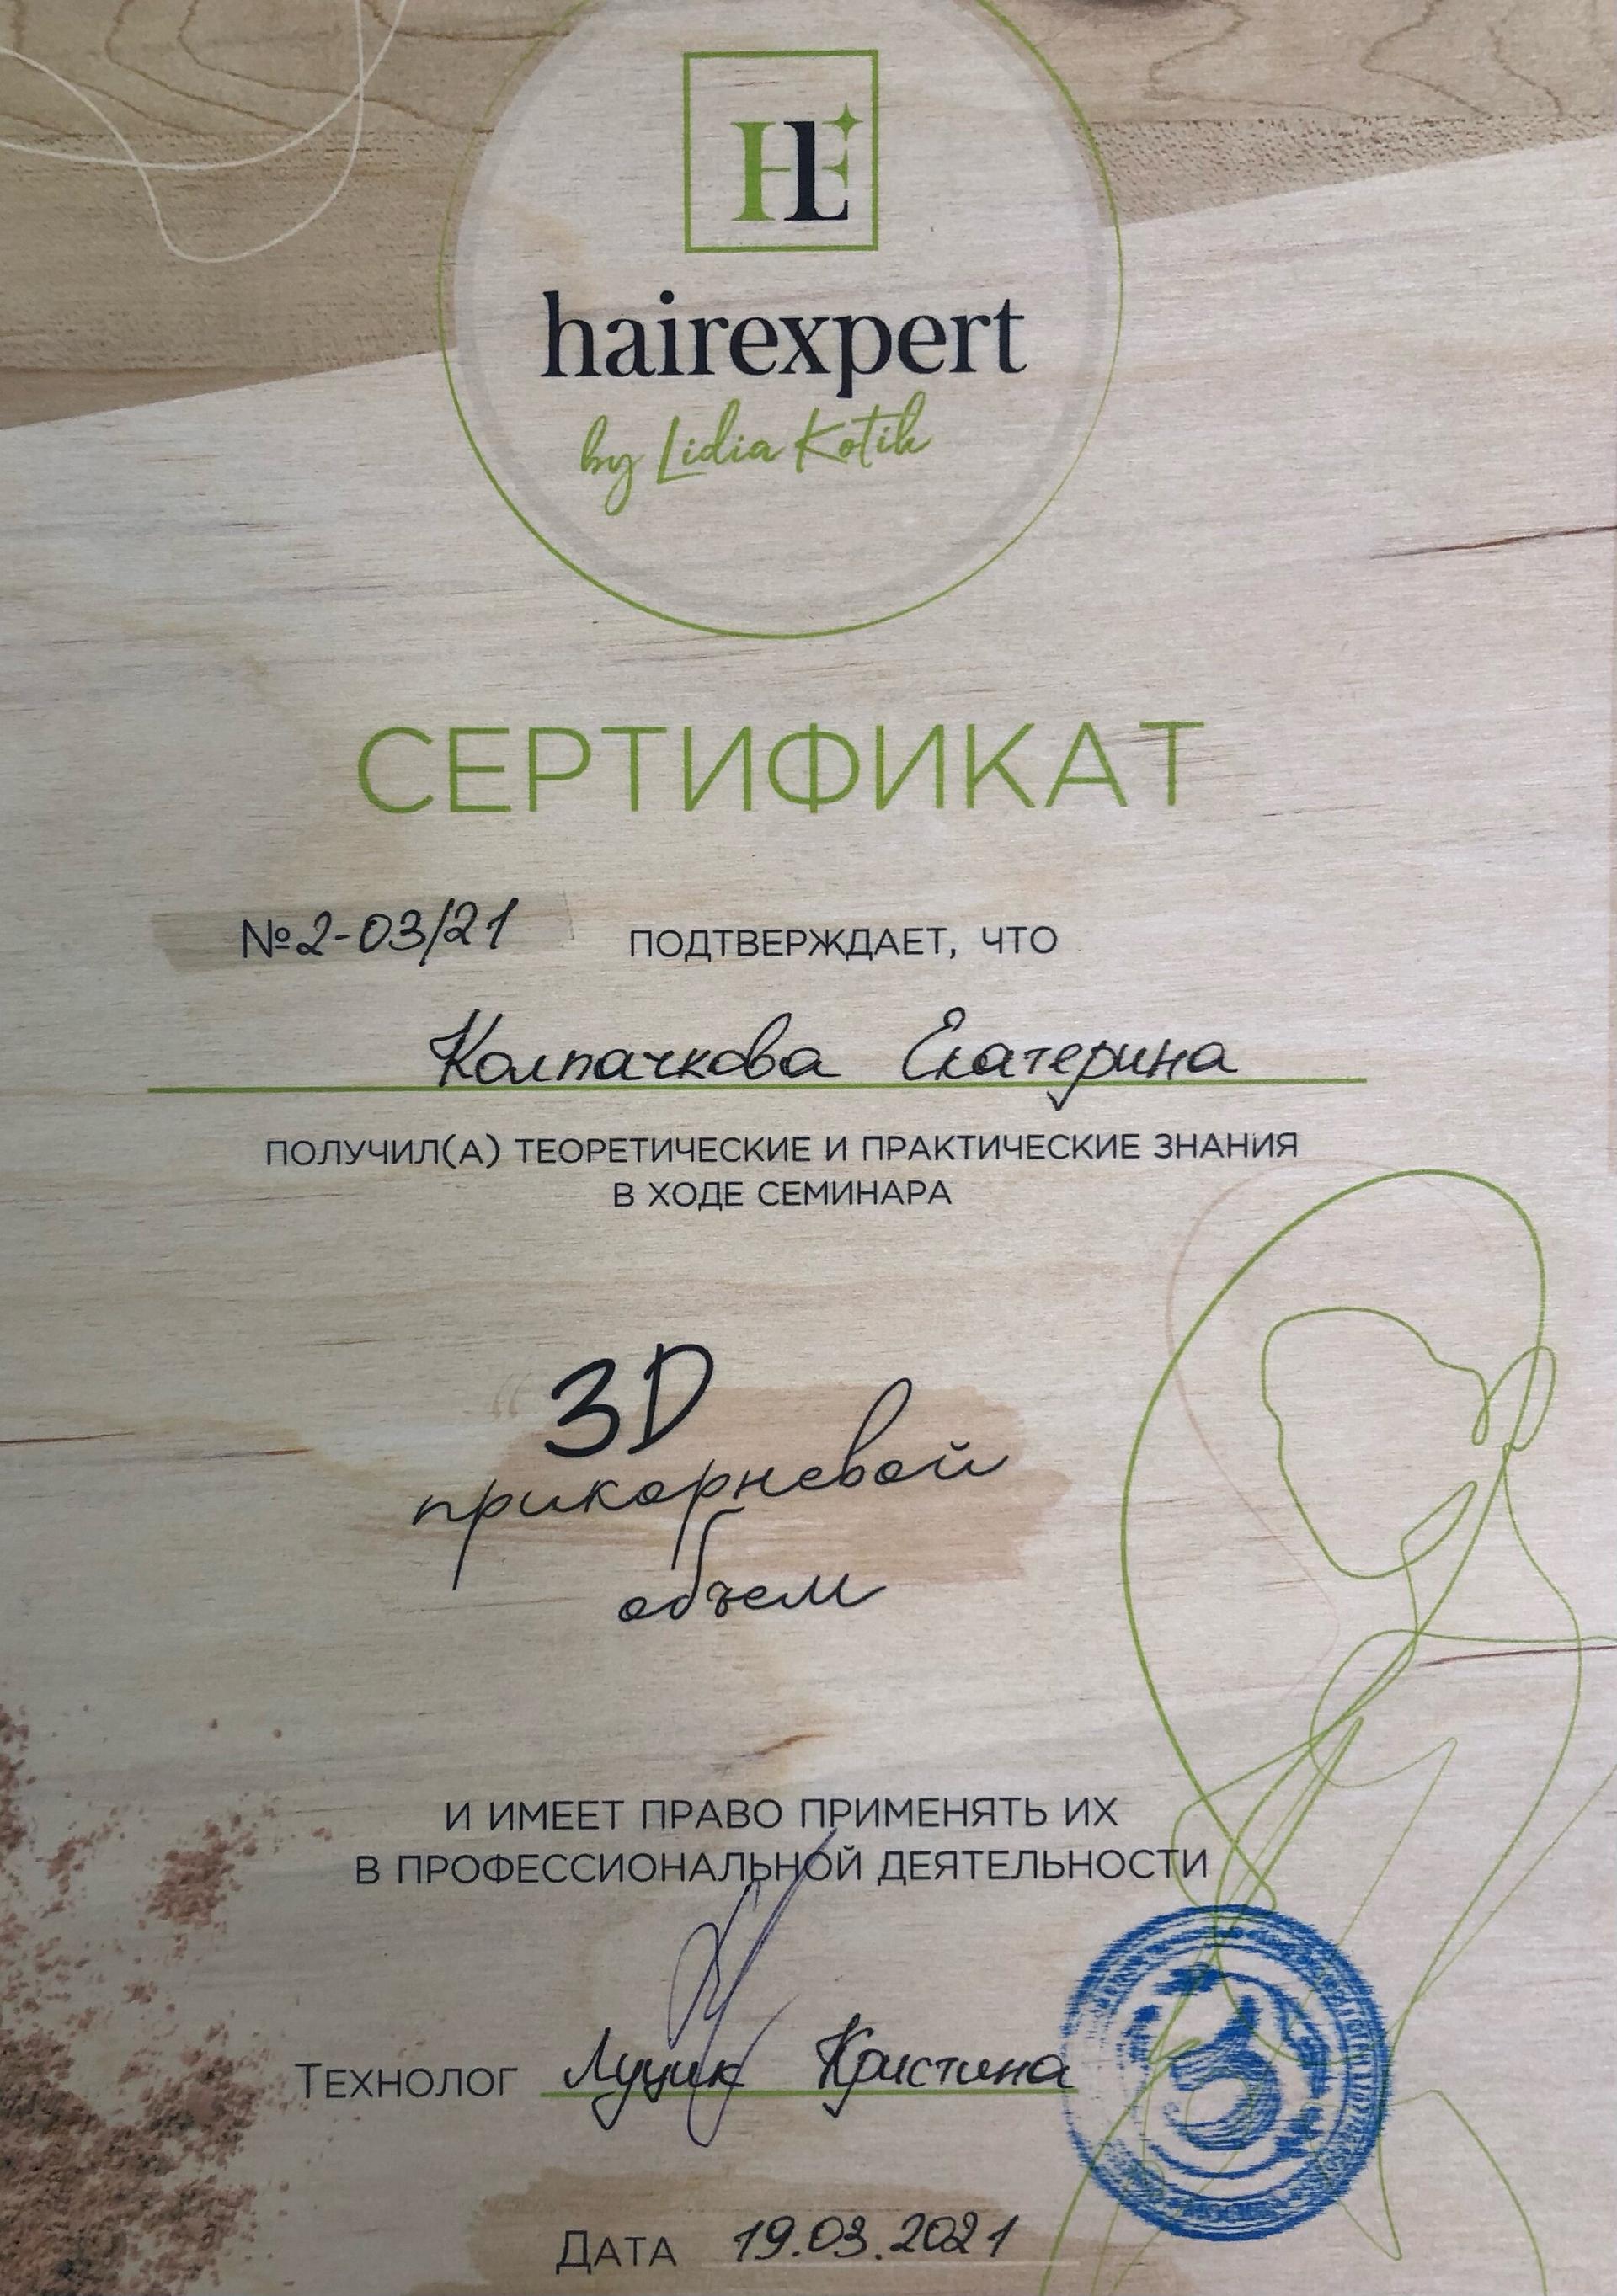 HE
hairexpert
by Lidia Kotik
СЕРТИФИКАТ
№2-03/21 ПОДТВЕРЖДАЕТ, ЧТО
Колпачкова Екатерина
ПОЛУЧИЛ(А) ТЕОРЕТИЧЕСКИЕ И ПРАКТИЧЕСКИЕ ЗНАНИЯ
В ХОДЕ СЕМИНАРА
3D
прикорневой
объем
И ИМЕЕТ ПРАВО ПРИМЕНЯТЬ ИХ
В ПРОФЕССИОНАЛЬНОЙ ДЕЯТЕЛЬНОСТИ
ТЕХНОЛОГ Луцик Кристина
ДАТА 19.03.2021